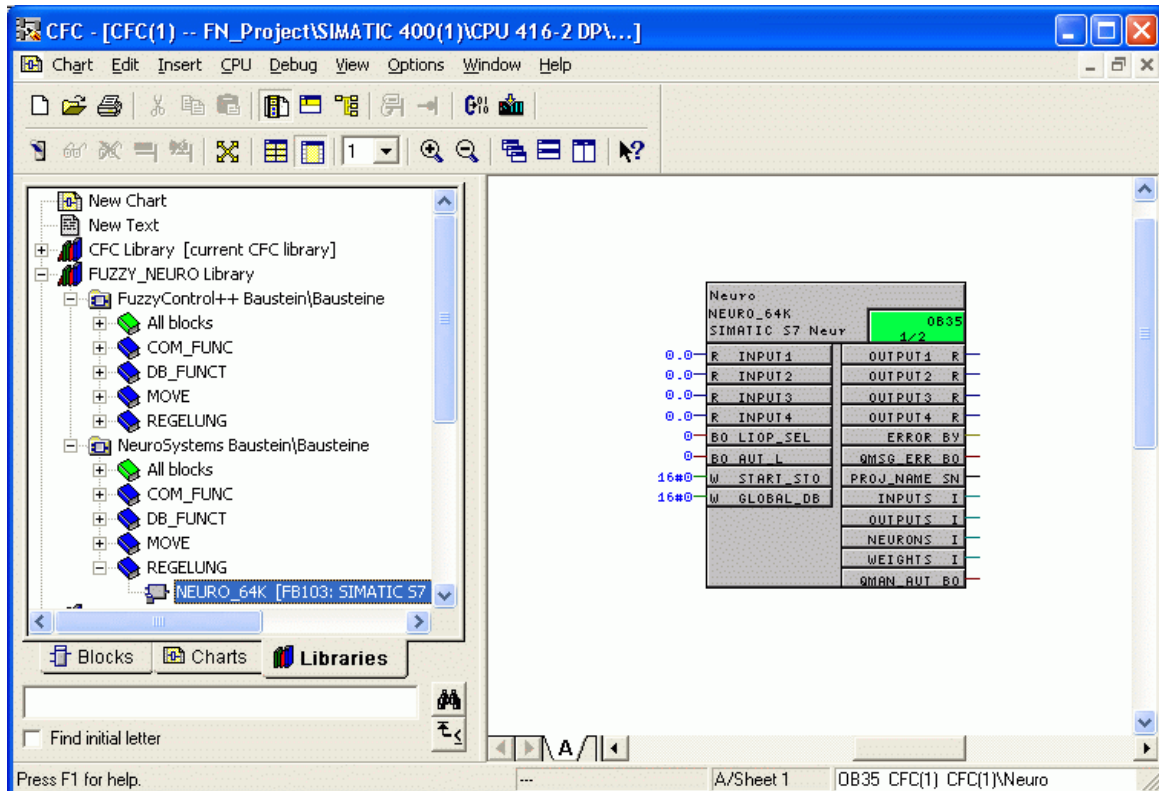 CFC - [CFC(1) -- FN_Project\SIMATIC 400(1)\CPU 416-2 DP\...]
Chart Edit Insert CPU Debug View Options Window Help
1
New Chart
New Text
CFC Library [current CFC library]
FUZZY_NEURO Library
FuzzyControl++ Baustein\Bausteine
All blocks
COM_FUNC
DB_FUNCT
MOVE
REGELUNG
NeuroSystems Baustein\Bausteine
All blocks
COM_FUNC
DB_FUNCT
MOVE
REGELUNG
NEURO_64K [FB103: SIMATIC S7
Blocks Charts Libraries
Find initial letter
Neuro
NEURO_64K
SIMATIC S7 Neur
OB35
1/2
0.0 R INPUT1 OUTPUT1 R
0.0 R INPUT2 OUTPUT2 R
0.0 R INPUT3 OUTPUT3 R
0.0 R INPUT4 OUTPUT4 R
0 BO LIOP_SEL ERROR BY
0 BO AUT_L QMSG_ERR BO
16#0 W START_STO PROJ_NAME SN
16#0 W GLOBAL_DB INPUTS I
OUTPUTS I
NEURONS I
WEIGHTS I
QMAN_AUT BO
A
Press F1 for help. --- A/Sheet 1 OB35 CFC(1) CFC(1)\Neuro